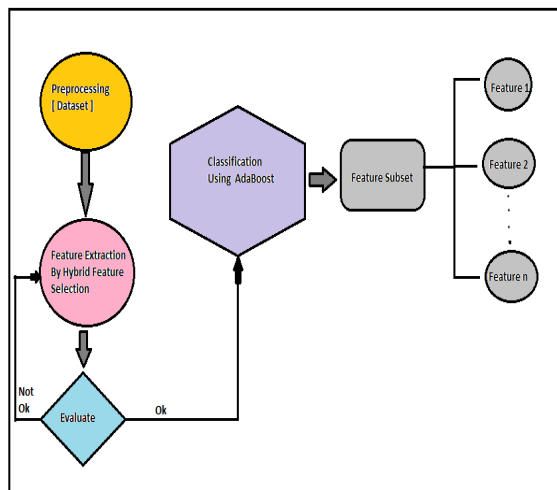 Preprocessing
[ Dataset ]
Feature Extraction
By Hybrid Feature
Selection
Not
Ok
Evaluate
Ok
Classification
Using AdaBoost
Feature Subset
Feature 1
Feature 2
Feature n